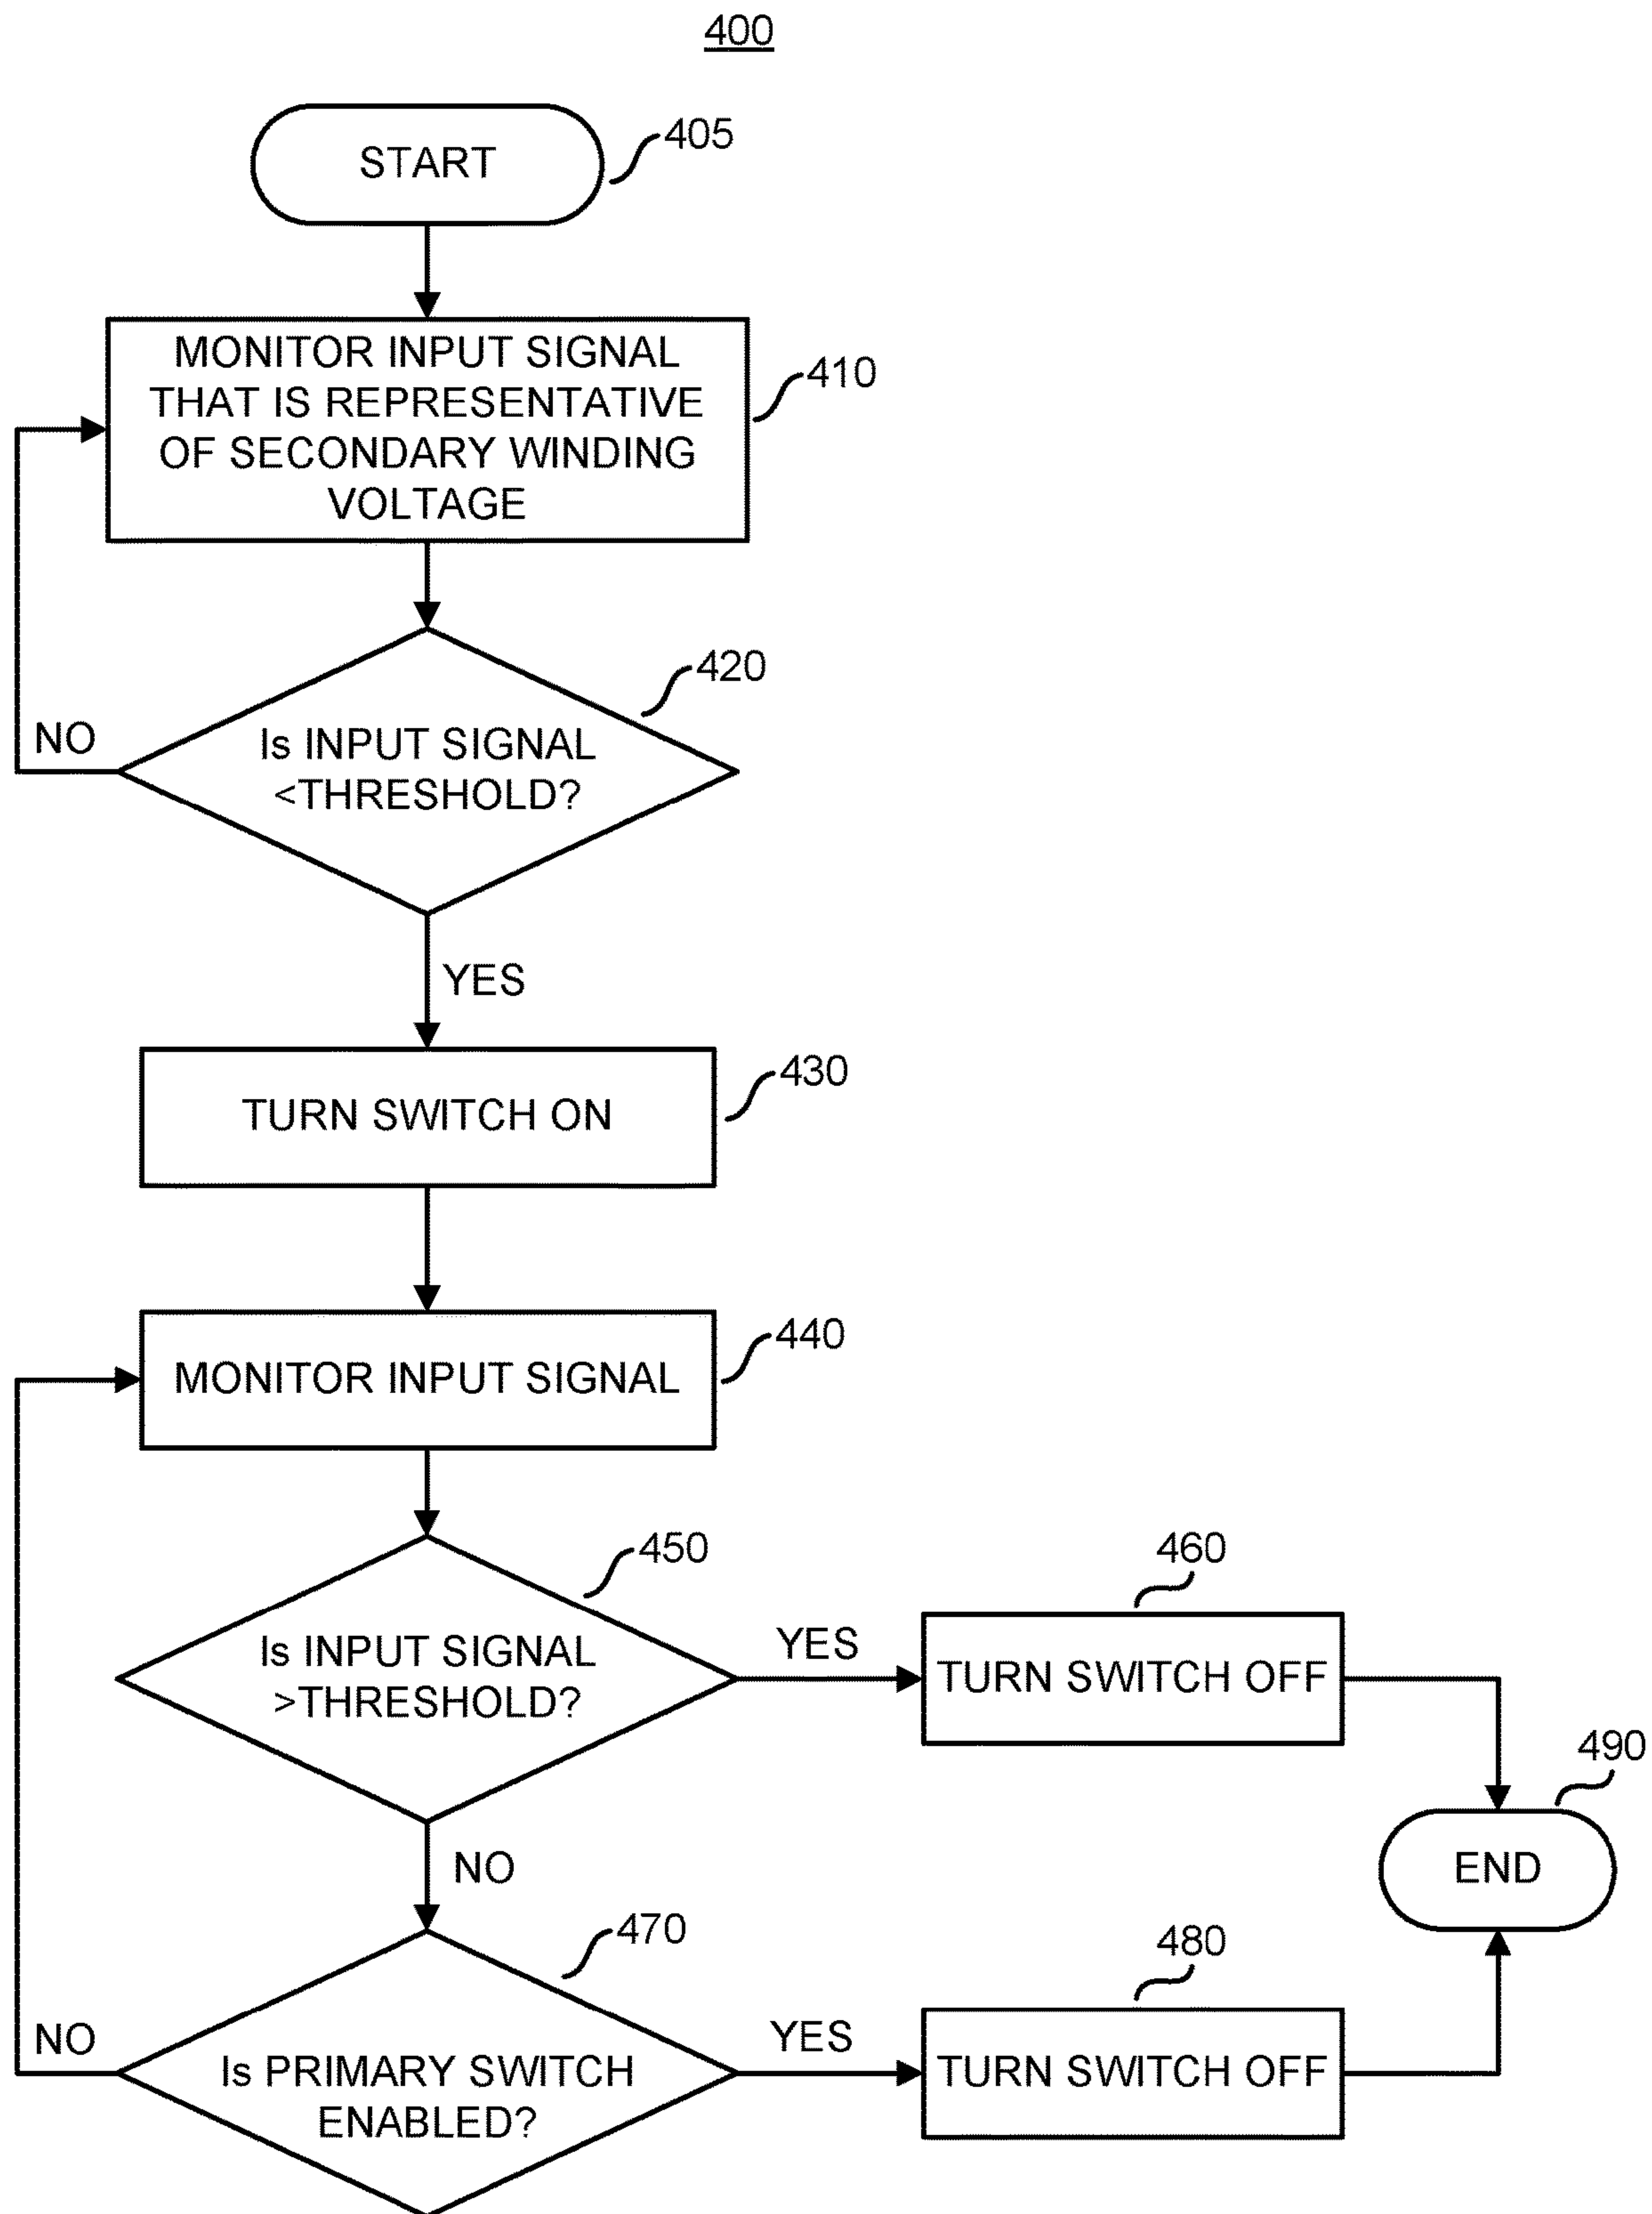 400
START
405
MONITOR INPUT SIGNAL
THAT IS REPRESENTATIVE
OF SECONDARY WINDING
VOLTAGE
410
420
Is INPUT SIGNAL
<THRESHOLD?
NO
YES
TURN SWITCH ON
430
MONITOR INPUT SIGNAL
440
450
Is INPUT SIGNAL
>THRESHOLD?
YES
460
TURN SWITCH OFF
490
END
NO
470
Is PRIMARY SWITCH
ENABLED?
NO
YES
480
TURN SWITCH OFF